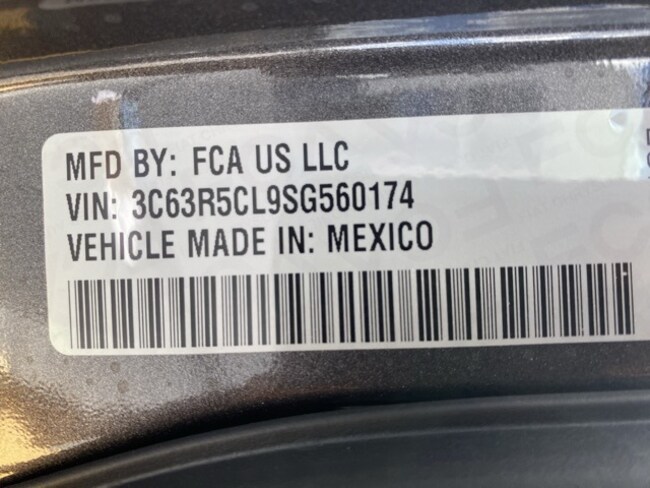 MFD BY: FCA US LLC
VIN: 3C63R5CL9SG560174
VEHICLE MADE IN: MEXICO